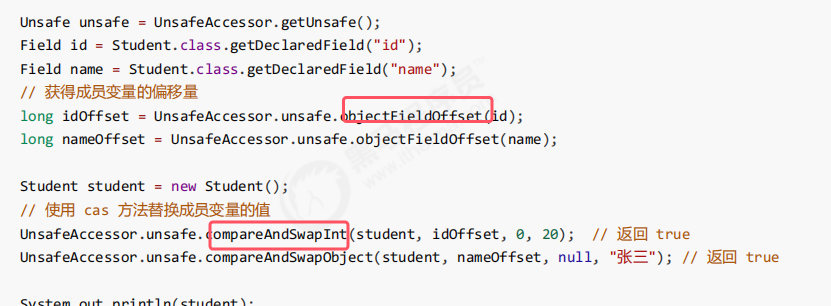 Unsafe unsafe = UnsafeAccessor.getUnsafe();
Field id = Student.class.getDeclaredField("id");
Field name = Student.class.getDeclaredField("name");
// 获得成员变量的偏移量
long idOffset = UnsafeAccessor.unsafe.objectFieldOffset(id);
long nameOffset = UnsafeAccessor.unsafe.objectFieldOffset(name);
Student student = new Student();
// 使用 cas 方法替换成员变量的值
UnsafeAccessor.unsafe.compareAndSwapInt(student, idOffset, 0, 20); // 返回 true
UnsafeAccessor.unsafe.compareAndSwapObject(student, nameOffset, null, "张三"); // 返回 true
System.out.println(student);